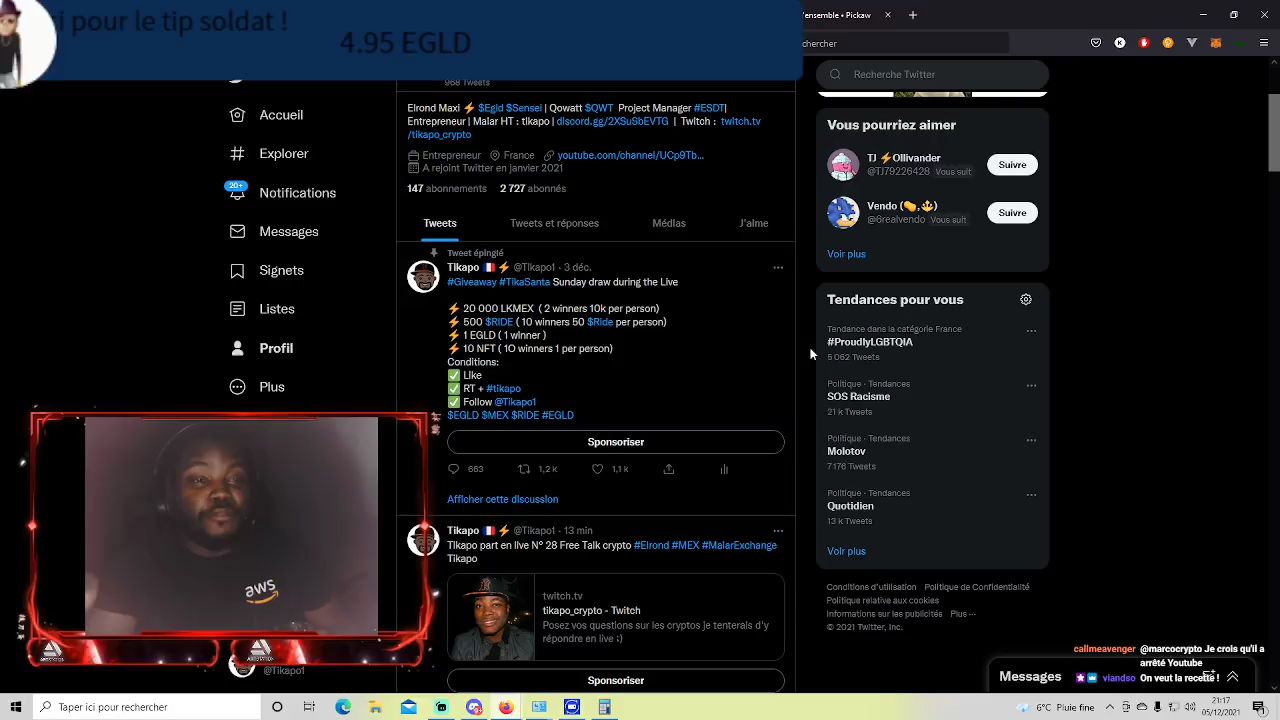 i pour le tip soldat !
4.95 EGLD
chercher
Recherche Twitter
968 Tweets
Elrond Maxi ⚡ $Egld $Sensei | Qowatt $QWT Project Manager #ESDT|
Entrepreneur | Malar HT : tikapo | discord.gg/2XSuSbEVTG | Twitch : twitch.tv
/tikapo_crypto
Entrepreneur France youtube.com/channel/UCp9Tb...
A rejoint Twitter en janvier 2021
147 abonnements 2 727 abonnés
Tweets Tweets et réponses Médias J'aime
Accueil
Explorer
20+
Notifications
Messages
Signets
Listes
Profil
Plus
Tweet épinglé
Tikapo 🇫🇷 ⚡ @Tikapo1 · 3 déc.
#Giveaway #TikaSanta Sunday draw during the Live
⚡ 20 000 LKMEX ( 2 winners 10k per person)
⚡ 500 $RIDE ( 10 winners 50 $Ride per person)
⚡ 1 EGLD ( 1 winner )
⚡ 10 NFT ( 1O winners 1 per person)
Conditions:
✅ Like
✅ RT + #tikapo
✅ Follow @Tikapo1
$EGLD $MEX $RIDE #EGLD
Sponsoriser
663 1,2 k 1,1 k
Afficher cette discussion
Tikapo 🇫🇷 ⚡ @Tikapo1 · 13 min
Tikapo part en live N° 28 Free Talk crypto #Elrond #MEX #MalarExchange
Tikapo
twitch.tv
tikapo_crypto - Twitch
Posez vos questions sur les cryptos je tenterais d'y
répondre en live ;)
Sponsoriser
Vous pourriez aimer
TJ ⚡Ollivander
@TJ79226428 Vous suit
Suivre
Vendo (
@6realvendo Vous suit
Suivre
Voir plus
Tendances pour vous
Tendance dans la catégorie France
#ProudlyLGBTQIA
5 062 Tweets
Politique · Tendances
SOS Racisme
21 k Tweets
Politique · Tendances
Molotov
7 176 Tweets
Politique · Tendances
Quotidien
13 k Tweets
Voir plus
Conditions d'utilisation Politique de Confidentialité
Politique relative aux cookies
Informations sur les publicités Plus ···
© 2021 Twitter, Inc.
aws
@Tikapo1
callmeavenger @marcocrypto Je crois qu'il a
arrêté Youtube
viandso On veut la recette !
Messages
Taper ici pour rechercher
6°C Pluie fine
21:17
05/12/2021